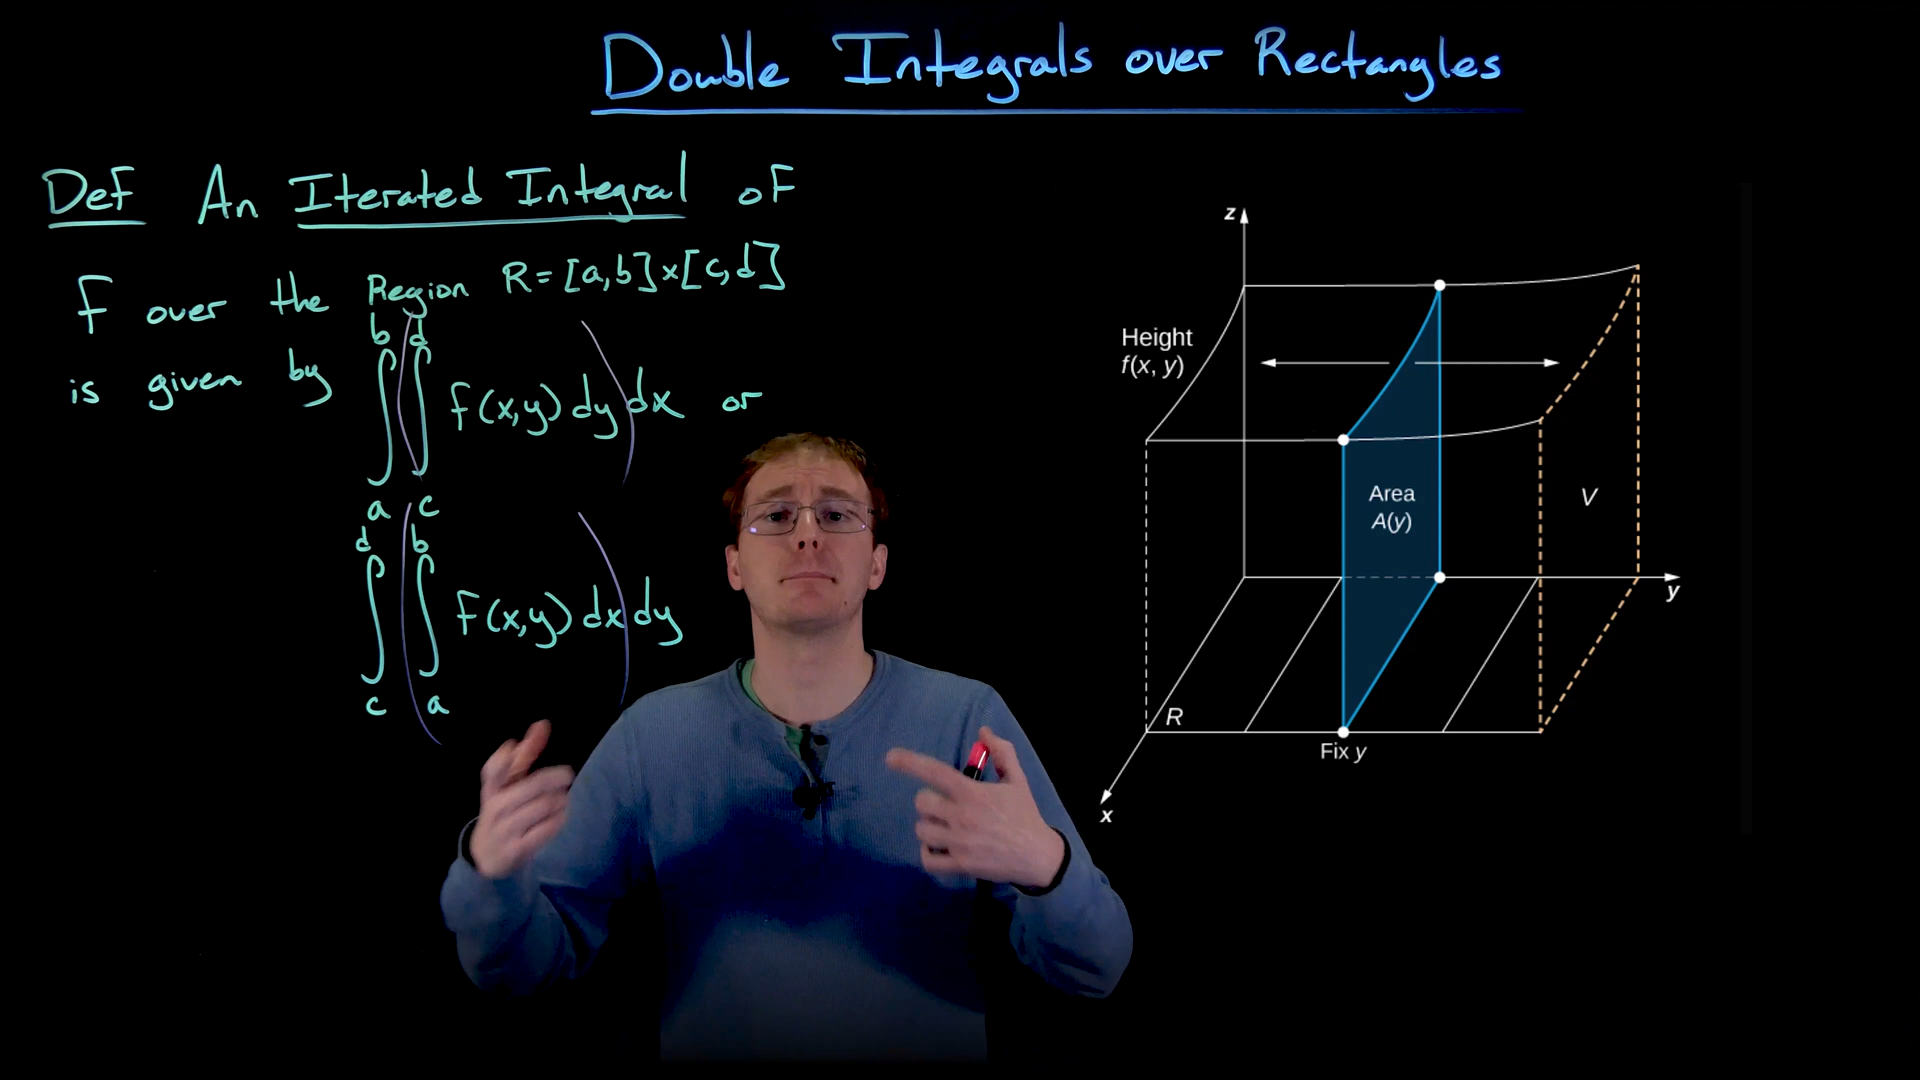 Double Integrals over Rectangles
Def An Iterated Integral of
f over the Region R = [a,b]×[c,d]
is given by ∫_a^b (∫_c^d f(x,y) dy) dx or
∫_c^d (∫_a^b f(x,y) dx) dy
z
Height
f(x, y)
Area
A(y)
V
y
R
Fix y
x